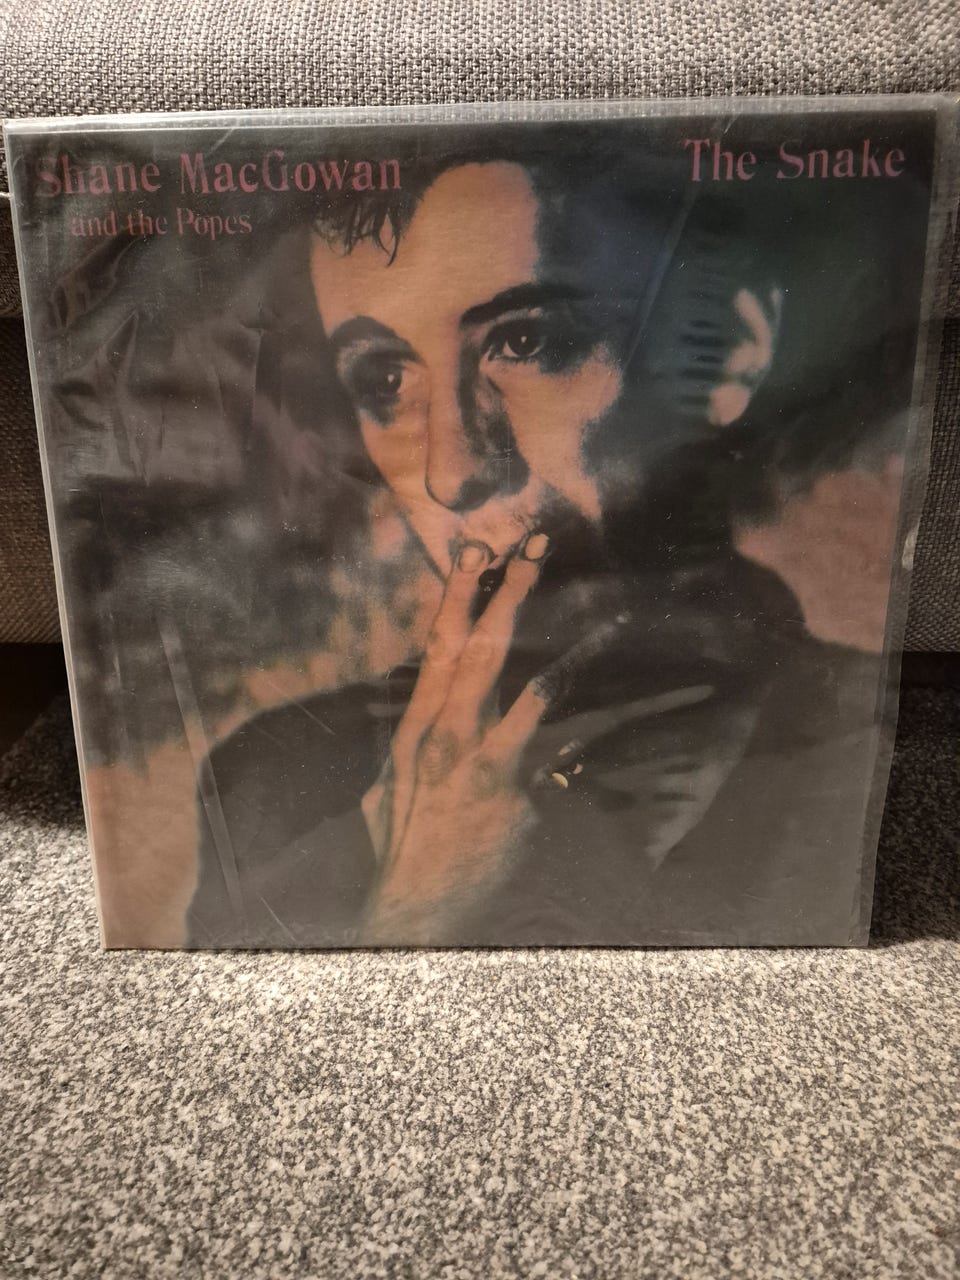 Shane MacGowan
and the Popes
The Snake